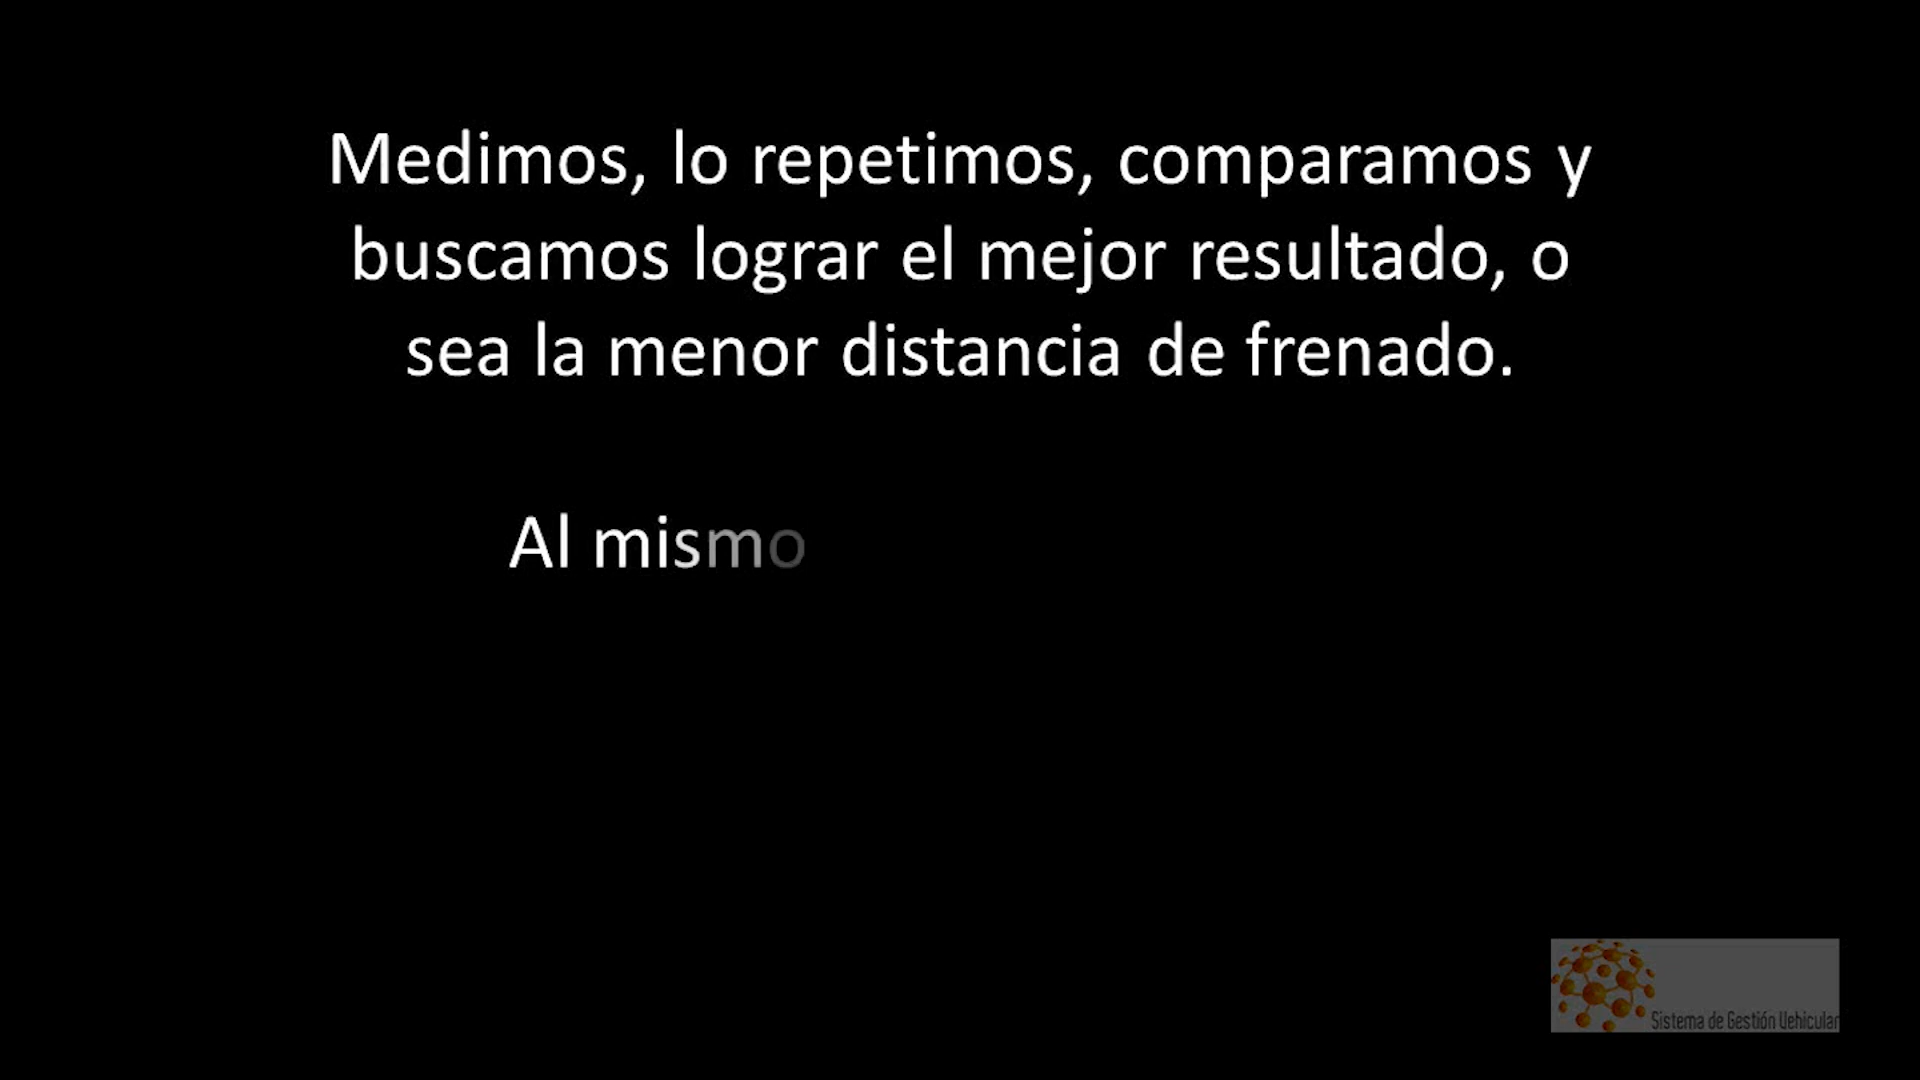 Medimos, lo repetimos, comparamos y
buscamos lograr el mejor resultado, o
sea la menor distancia de frenado.
Al mismo
Sistema de Gestión Vehicular